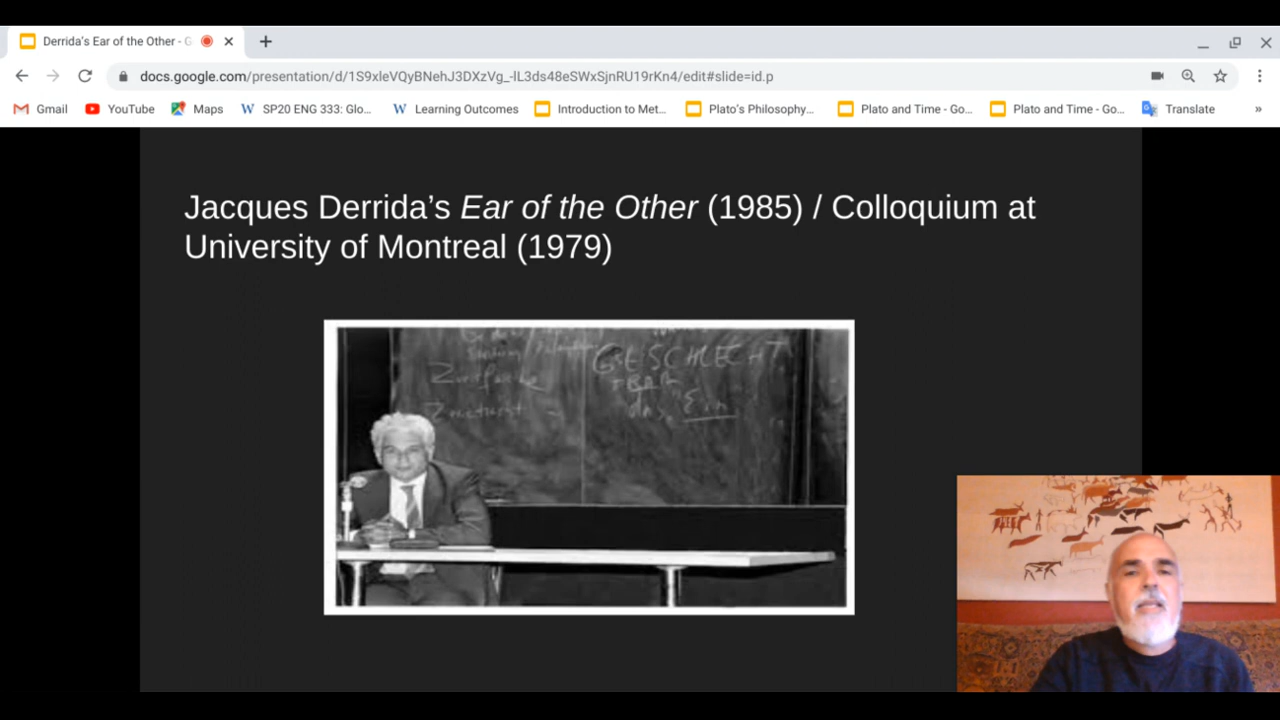 Derrida's Ear of the Other - G
docs.google.com/presentation/d/1S9xleVQyBNehJ3DXzVg_-lL3ds48eSWxSjnRU19rKn4/edit#slide=id.p
Gmail YouTube Maps SP20 ENG 333: Glo... Learning Outcomes Introduction to Met... Plato's Philosophy... Plato and Time - Go... Plato and Time - Go... Translate »
Jacques Derrida's Ear of the Other (1985) / Colloquium at
University of Montreal (1979)
GESCHLECHT
das "Ein